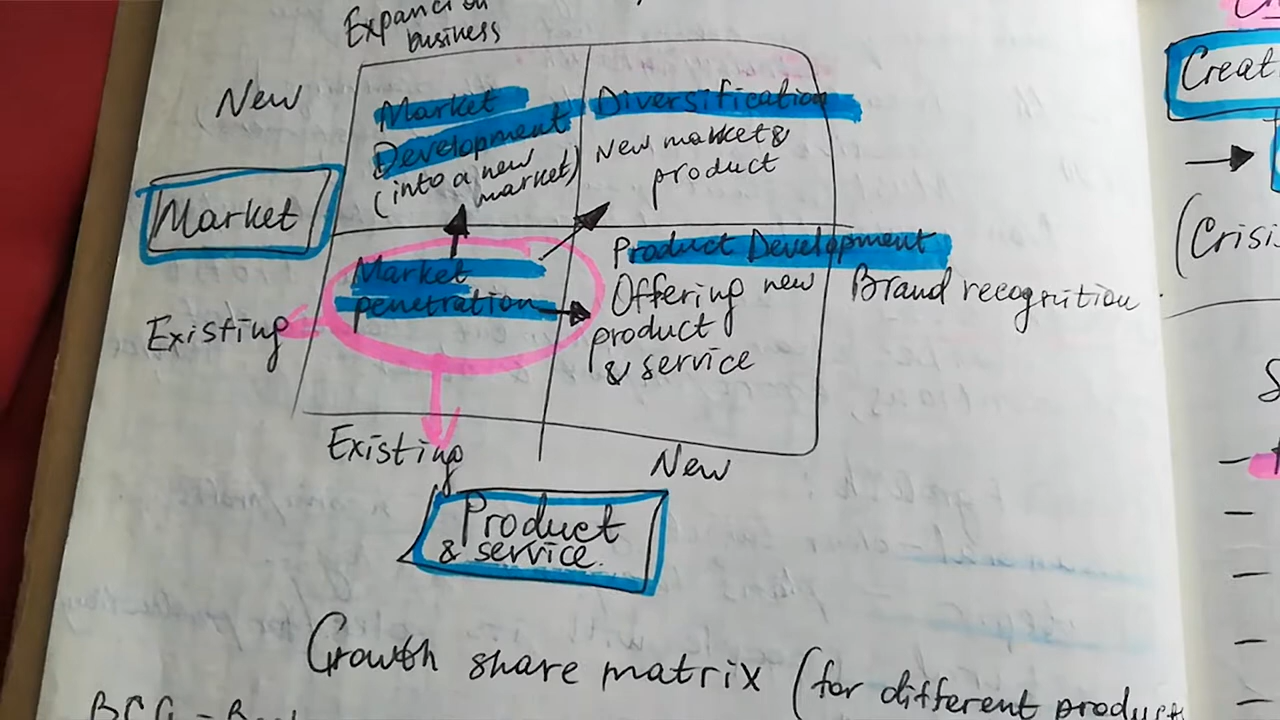 business
New
Market
Development
(into a new
market)
Diversification
New market &
product
Market
Market
penetration
Product Development
Offering new
product
& service
Brand recognition
Existing
Existing
New
Product
& service.
Growth share matrix (for different product
BCG -
Creat
(Crisi